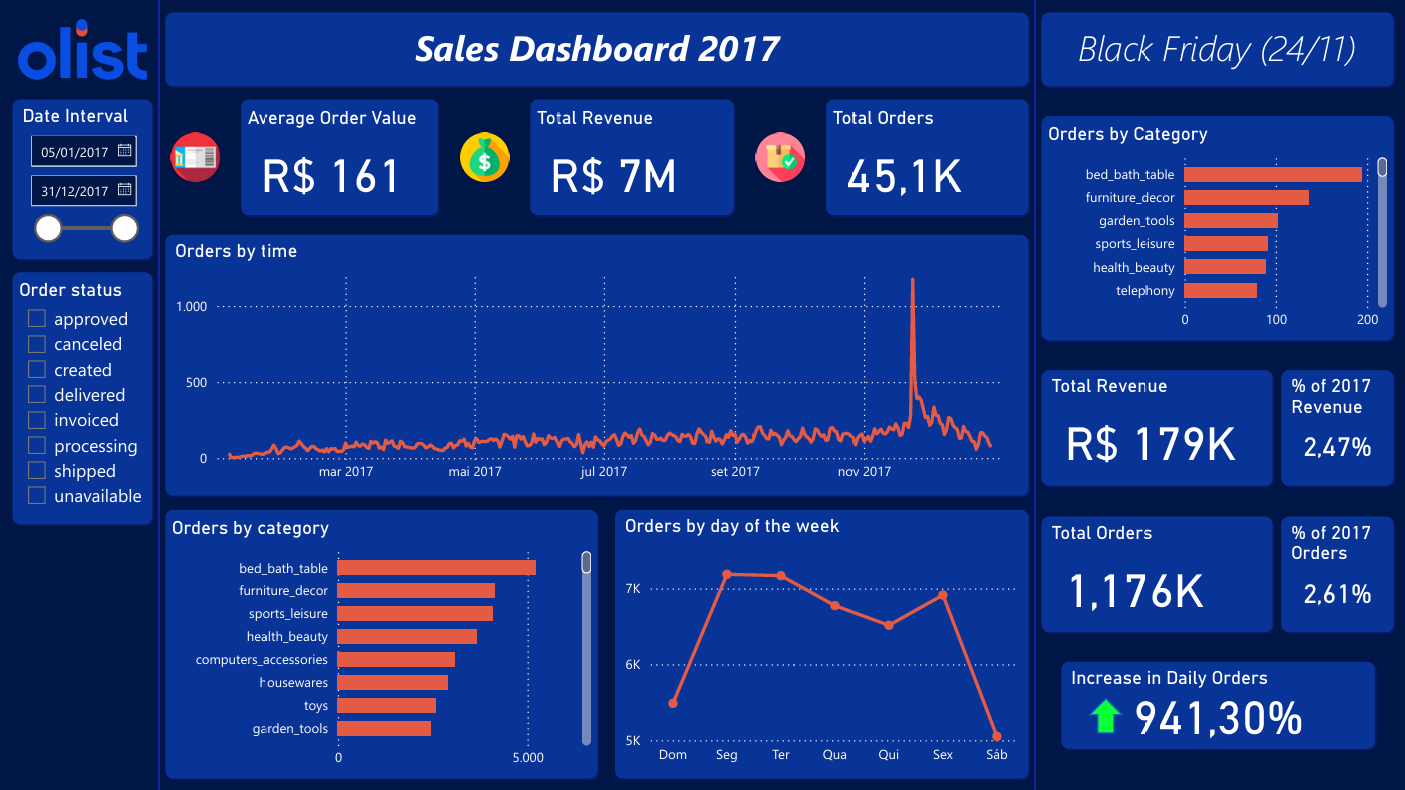 olist
Sales Dashboard 2017
Black Friday (24/11)
Date Interval
05/01/2017
31/12/2017
Order status
approved
canceled
created
delivered
invoiced
processing
shipped
unavailable
Average Order Value
R$ 161
Total Revenue
R$ 7M
Total Orders
45,1K
Orders by time
1.000
500
0
mar 2017 mai 2017 jul 2017 set 2017 nov 2017
Orders by category
bed_bath_table
furniture_decor
sports_leisure
health_beauty
computers_accessories
housewares
toys
garden_tools
0 5.000
Orders by day of the week
7K
6K
5K
Dom Seg Ter Qua Qui Sex Sáb
Orders by Category
bed_bath_table
furniture_decor
garden_tools
sports_leisure
health_beauty
telephony
0 100 200
Total Revenue
R$ 179K
% of 2017
Revenue
2,47%
Total Orders
1,176K
% of 2017
Orders
2,61%
Increase in Daily Orders
941,30%